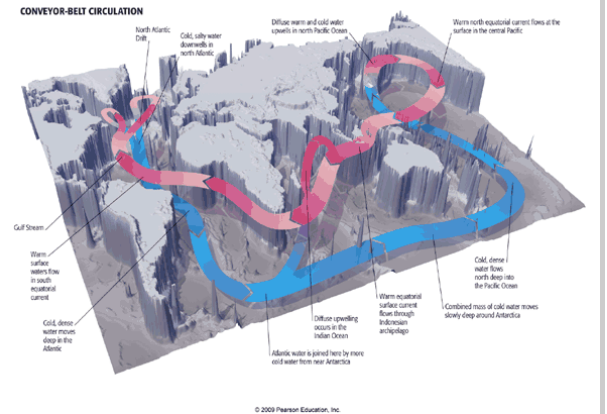 CONVEYOR-BELT CIRCULATION
North Atlantic
Drift
Cold, salty water
downwells in
north Atlantic
Diffuse warm and cold water
upwells in north Pacific Ocean
Warm north equatorial current flows at the
surface in the central Pacific
Gulf Stream
Warm
surface
waters flow
in south
equatorial
current
Cold, dense
water moves
deep in the
Atlantic
Diffuse upwelling
occurs in the
Indian Ocean
Atlantic water is joined here by more
cold water from near Antarctica
Warm equatorial
surface current
flows through
Indonesian
archipelago
Cold, dense
water flows
north deep into
the Pacific Ocean
Combined mass of cold water moves
slowly deep around Antarctica
© 2009 Pearson Education, Inc.